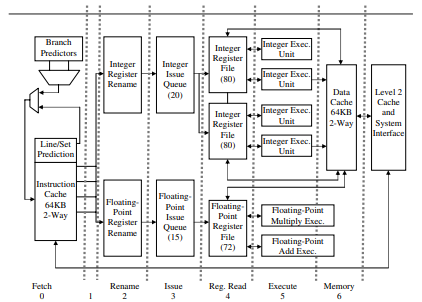 Branch
Predictors
Line/Set
Prediction
Instruction
Cache
64KB
2-Way
Integer
Register
Rename
Integer
Issue
Queue
(20)
Integer
Register
File
(80)
Integer
Register
File
(80)
Integer Exec.
Unit
Integer Exec.
Unit
Integer Exec.
Unit
Integer Exec.
Unit
Data
Cache
64KB
2-Way
Level 2
Cache
and
System
Interface
Floating-
Point
Register
Rename
Floating-
Point
Issue
Queue
(15)
Floating-
Point
Register
File
(72)
Floating-Point
Multiply Exec.
Floating-Point
Add Exec.
Fetch Rename Issue Reg. Read Execute Memory
0 1 2 3 4 5 6